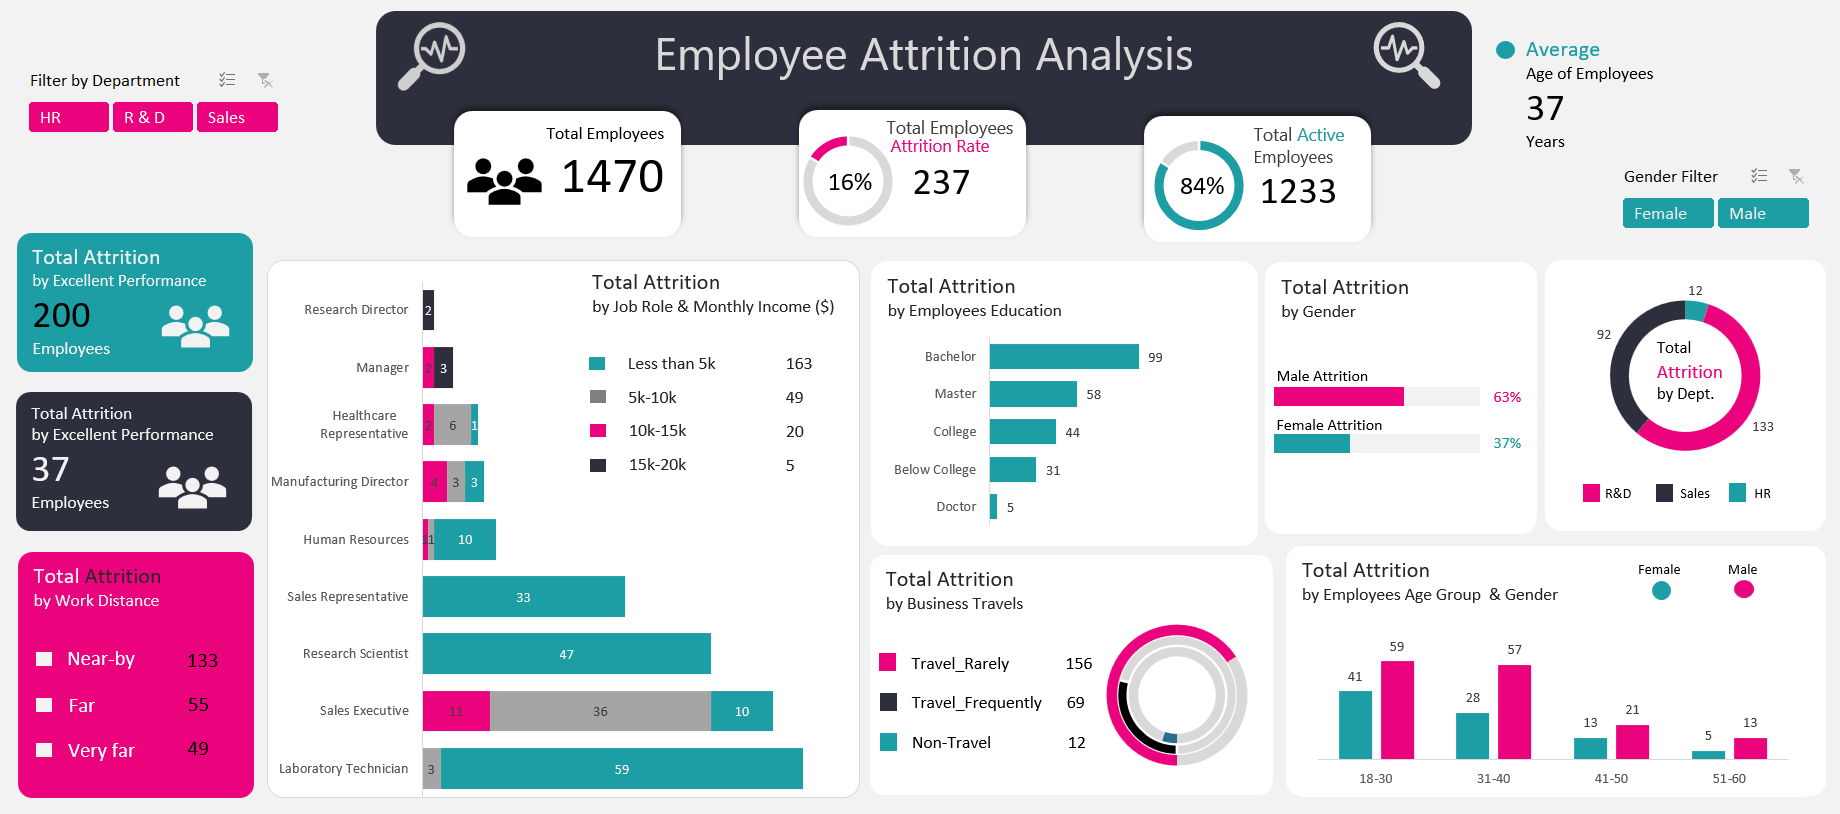 Employee Attrition Analysis
Filter by Department
HR
R & D
Sales
Total Employees
1470
Total Employees
Attrition Rate
16%
237
Total Active
Employees
84%
1233
Average
Age of Employees
37
Years
Gender Filter
Female
Male
Total Attrition
by Excellent Performance
200
Employees
Total Attrition
by Excellent Performance
37
Employees
Total Attrition
by Work Distance
Near-by 133
Far 55
Very far 49
Total Attrition
by Job Role & Monthly Income ($)
Less than 5k 163
5k-10k 49
10k-15k 20
15k-20k 5
Research Director 2
Manager 2 3
Healthcare
Representative 2 6 1
Manufacturing Director 4 3 3
Human Resources 1 10
Sales Representative 33
Research Scientist 47
Sales Executive 11 36 10
Laboratory Technician 3 59
Total Attrition
by Employees Education
Bachelor 99
Master 58
College 44
Below College 31
Doctor 5
Total Attrition
by Gender
Male Attrition
63%
Female Attrition
37%
12
92
133
Total
Attrition
by Dept.
R&D Sales HR
Total Attrition
by Business Travels
Travel_Rarely 156
Travel_Frequently 69
Non-Travel 12
Total Attrition
by Employees Age Group & Gender
Female Male
41 59 28 57 13 21 5 13
18-30 31-40 41-50 51-60